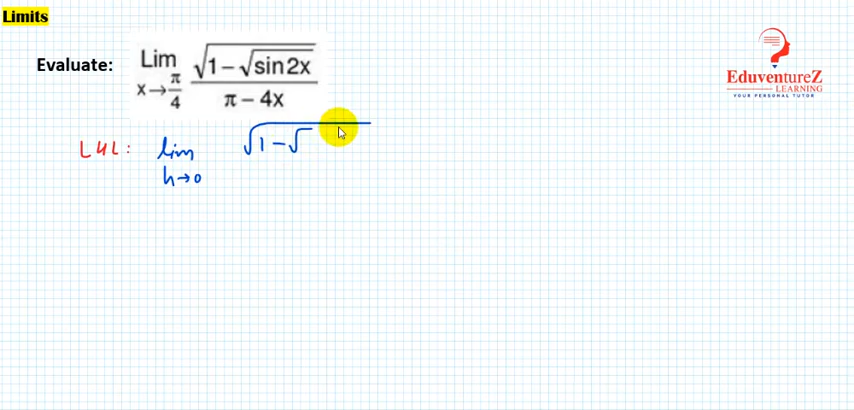 Limits
Evaluate: Lim x→π/4 √(1−√(sin2x)) / (π − 4x)
EduventureZ
LEARNING
YOUR PERSONAL TUTOR
LHL: lim h→0 √(1−√